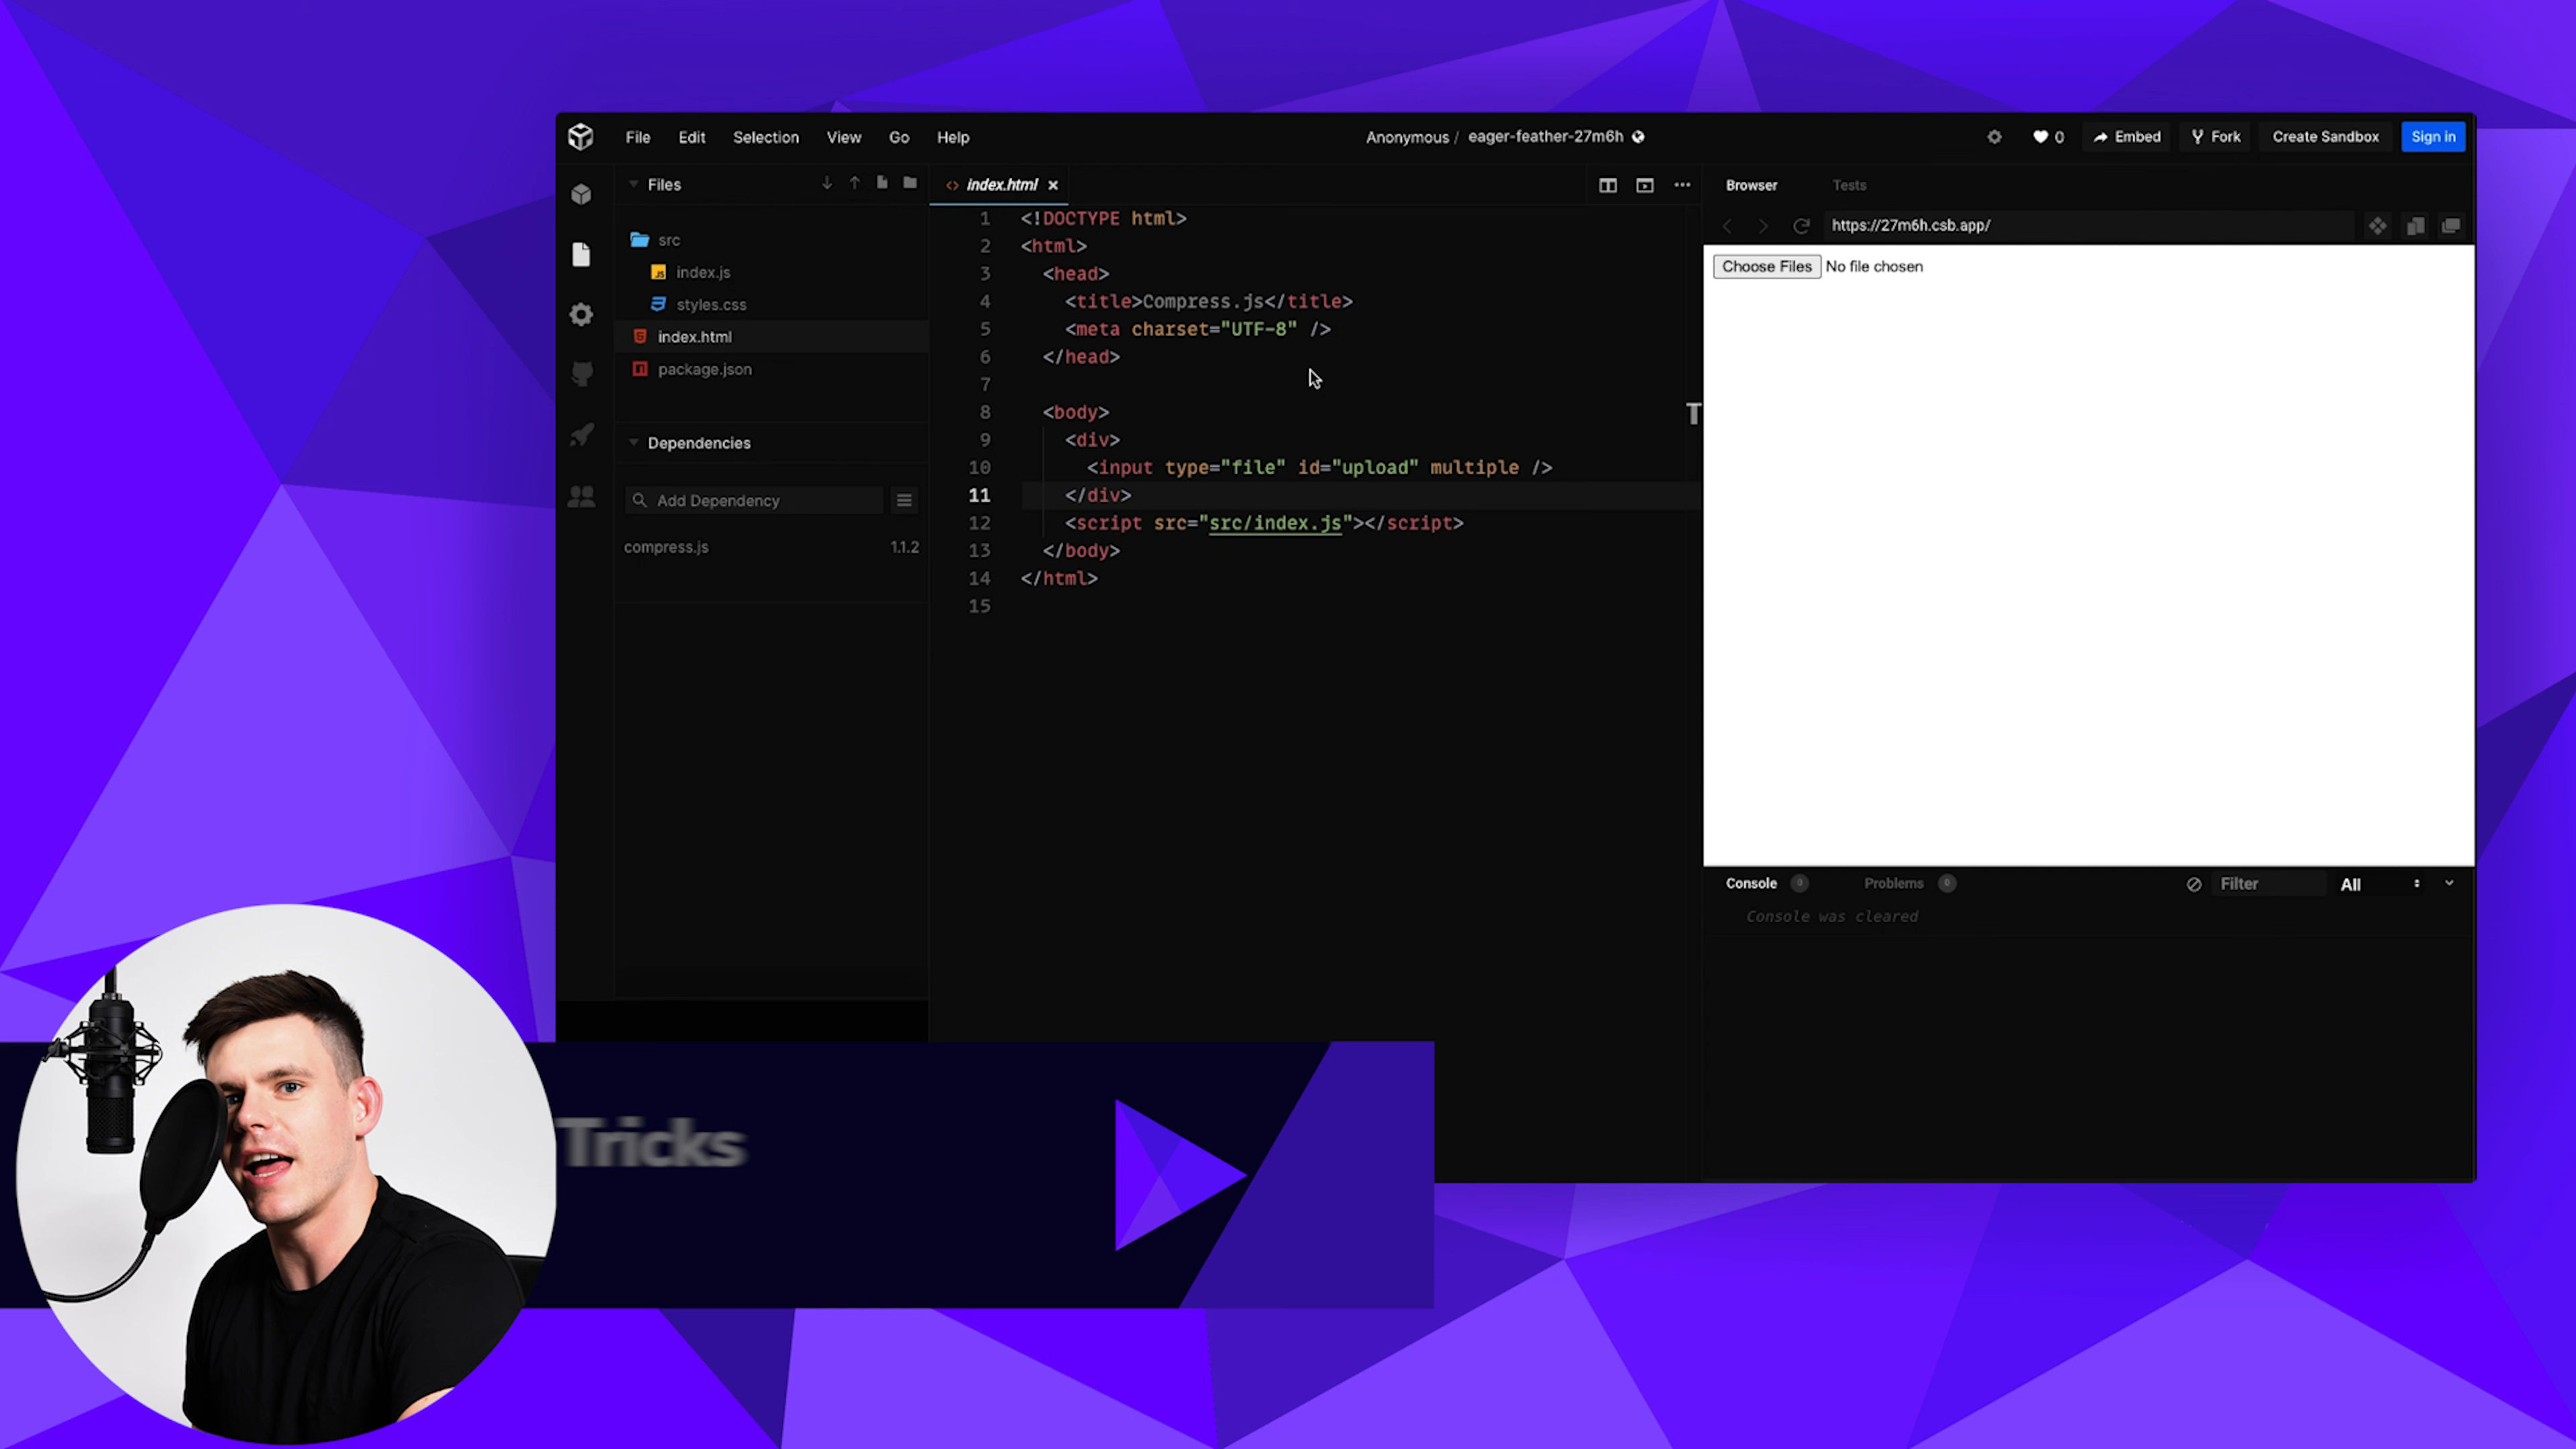 File Edit Selection View Go Help
Anonymous / eager-feather-27m6h
0 Embed Fork Create Sandbox Sign in
Files
src
index.js
styles.css
index.html
package.json
Dependencies
Add Dependency
compress.js 1.1.2
index.html
1 <!DOCTYPE html>
2 <html>
3 <head>
4 <title>Compress.js</title>
5 <meta charset="UTF-8" />
6 </head>
7
8 <body>
9 <div>
10 <input type="file" id="upload" multiple />
11 </div>
12 <script src="src/index.js"></script>
13 </body>
14 </html>
15
T
Browser Tests
https://27m6h.csb.app/
Choose Files No file chosen
Console 0 Problems 0 Filter All
Console was cleared
Tricks